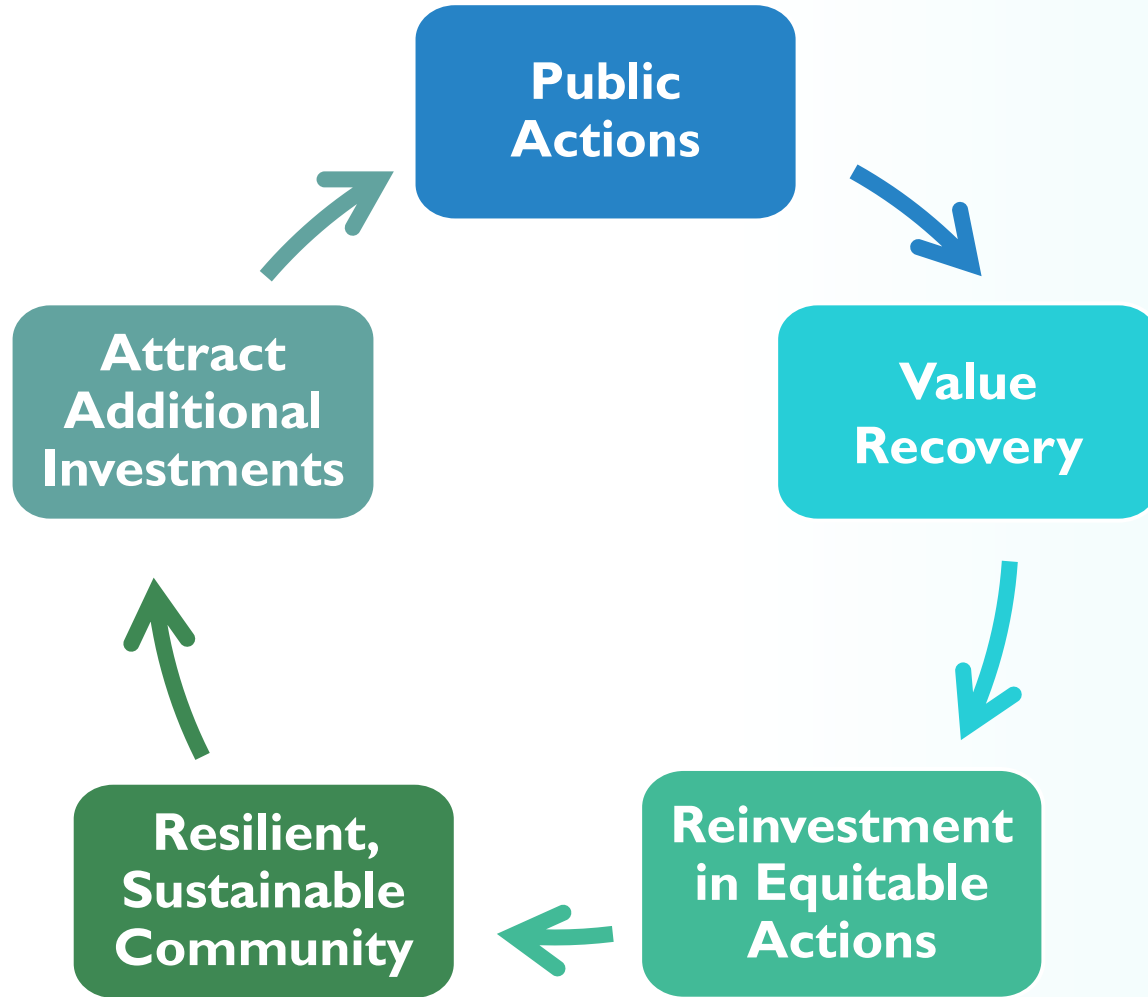 Public
Actions
Value
Recovery
Reinvestment
in Equitable
Actions
Resilient,
Sustainable
Community
Attract
Additional
Investments